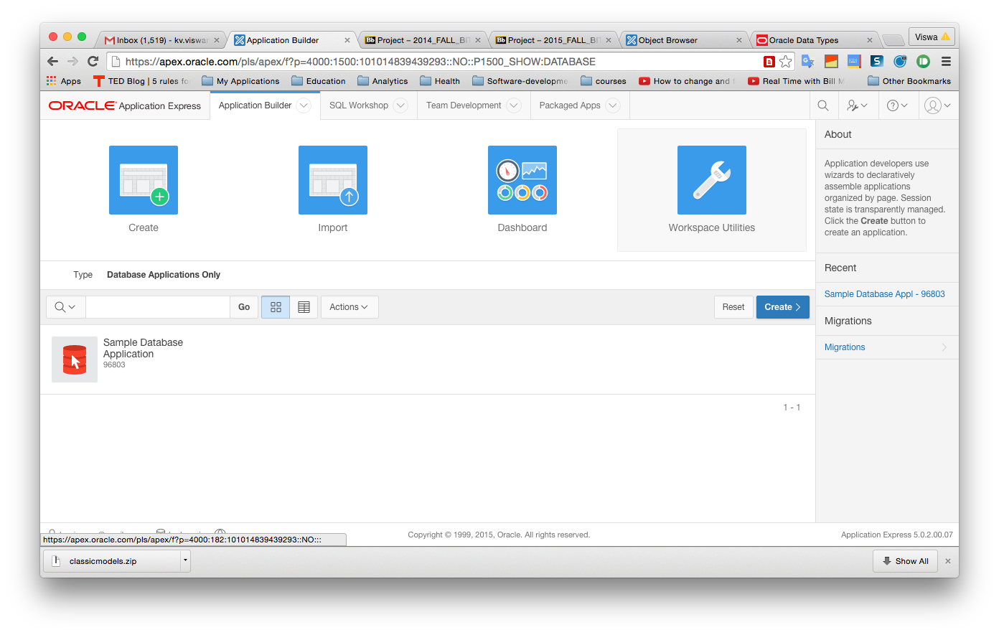 Inbox (1,519) - kv.viswan
Application Builder
Project – 2014_FALL_BIT
Project – 2015_FALL_BIT
Object Browser
Oracle Data Types
Viswa
https://apex.oracle.com/pls/apex/f?p=4000:1500:101014839439293::NO::P1500_SHOW:DATABASE
Apps
TED Blog | 5 rules fo
My Applications
Education
Analytics
Health
Software-developme
courses
How to change and f
Real Time with Bill M
Other Bookmarks
ORACLE Application Express
Application Builder
SQL Workshop
Team Development
Packaged Apps
Create
Import
Dashboard
Workspace Utilities
Type Database Applications Only
Go
Actions
Reset
Create
Sample Database
Application
96803
1 - 1
About
Application developers use
wizards to declaratively
assemble applications
organized by page. Session
state is transparently managed.
Click the Create button to
create an application.
Recent
Sample Database Appl - 96803
Migrations
Migrations
https://apex.oracle.com/pls/apex/f?p=4000:182:101014839439293::NO:::
Copyright © 1999, 2015, Oracle. All rights reserved.
Application Express 5.0.2.00.07
classicmodels.zip
Show All